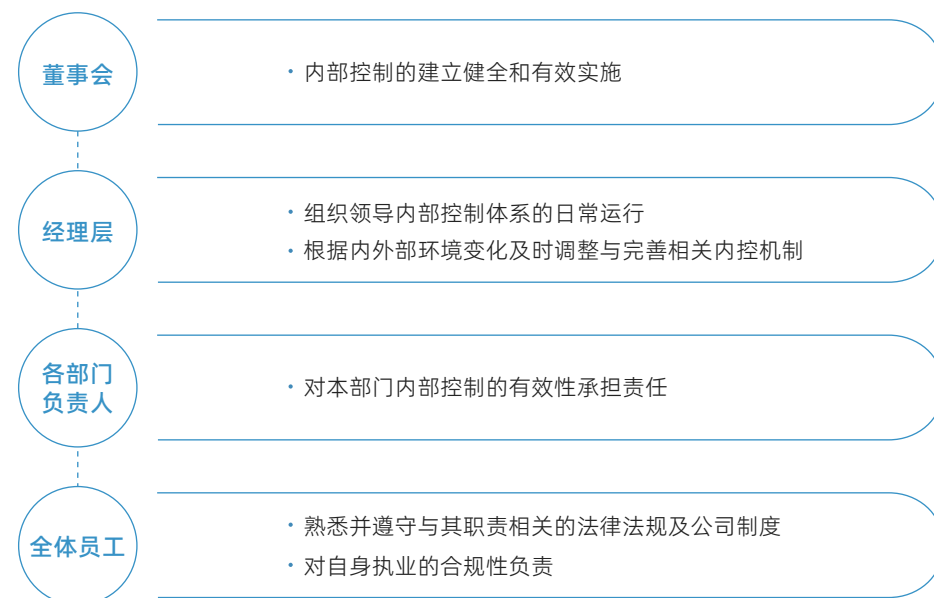 董事会
· 内部控制的建立健全和有效实施
经理层
· 组织领导内部控制体系的日常运行
· 根据内外部环境变化及时调整与完善相关内控机制
各部门
负责人
· 对本部门内部控制的有效性承担责任
全体员工
· 熟悉并遵守与其职责相关的法律法规及公司制度
· 对自身执业的合规性负责